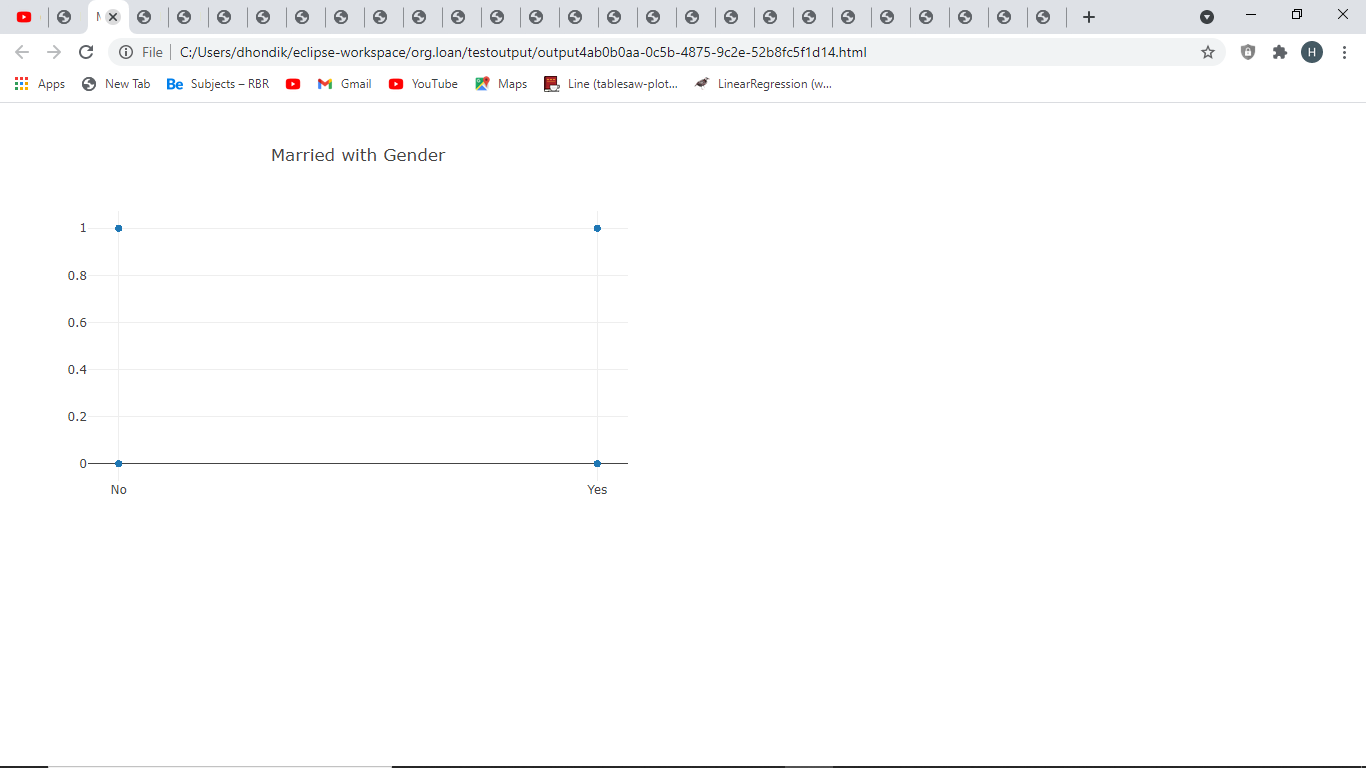 File C:/Users/dhondik/eclipse-workspace/org.loan/testoutput/output4ab0b0aa-0c5b-4875-9c2e-52b8fc5f1d14.html H
Apps New Tab Be Subjects – RBR Gmail YouTube Maps Line (tablesaw-plot... LinearRegression (w...
Married with Gender
1
0.8
0.6
0.4
0.2
0
No Yes